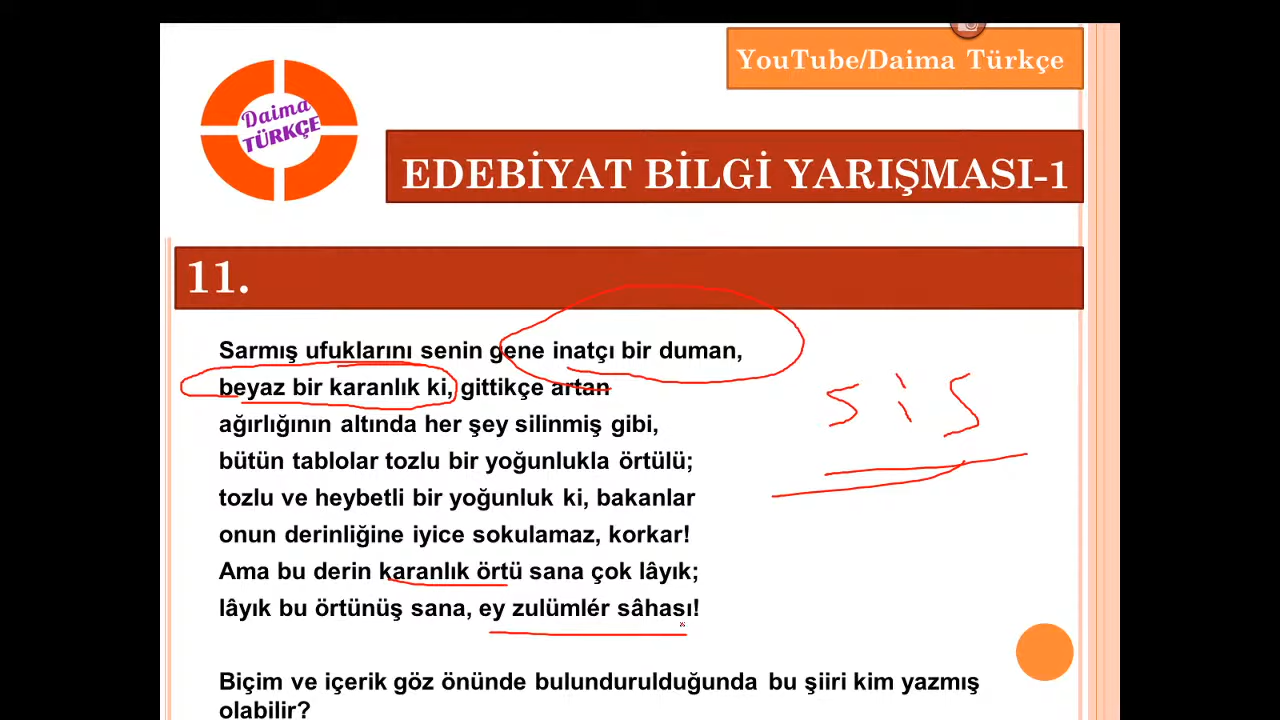 YouTube/Daima Türkçe
Daima
TÜRKÇE
EDEBİYAT BİLGİ YARIŞMASI-1
11.
Sarmış ufuklarını senin gene inatçı bir duman,
beyaz bir karanlık ki, gittikçe artan
ağırlığının altında her şey silinmiş gibi,
bütün tablolar tozlu bir yoğunlukla örtülü;
tozlu ve heybetli bir yoğunluk ki, bakanlar
onun derinliğine iyice sokulamaz, korkar!
Ama bu derin karanlık örtü sana çok lâyık;
lâyık bu örtünüş sana, ey zulümlér sâhası!
sis
Biçim ve içerik göz önünde bulundurulduğunda bu şiiri kim yazmış
olabilir?